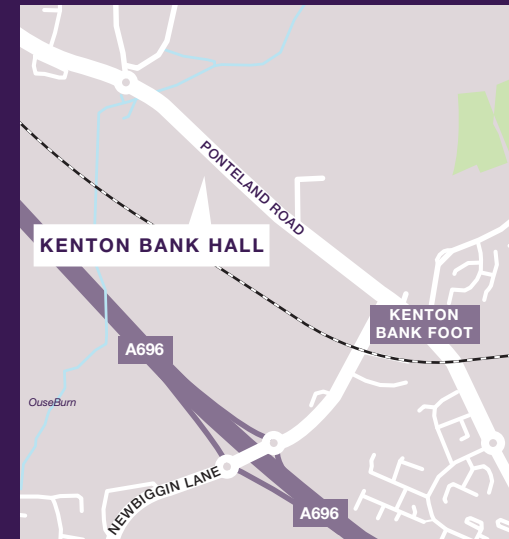 PONTELAND ROAD
KENTON BANK HALL
KENTON
BANK FOOT
A696
OuseBurn
NEWBIGGIN LANE
A696